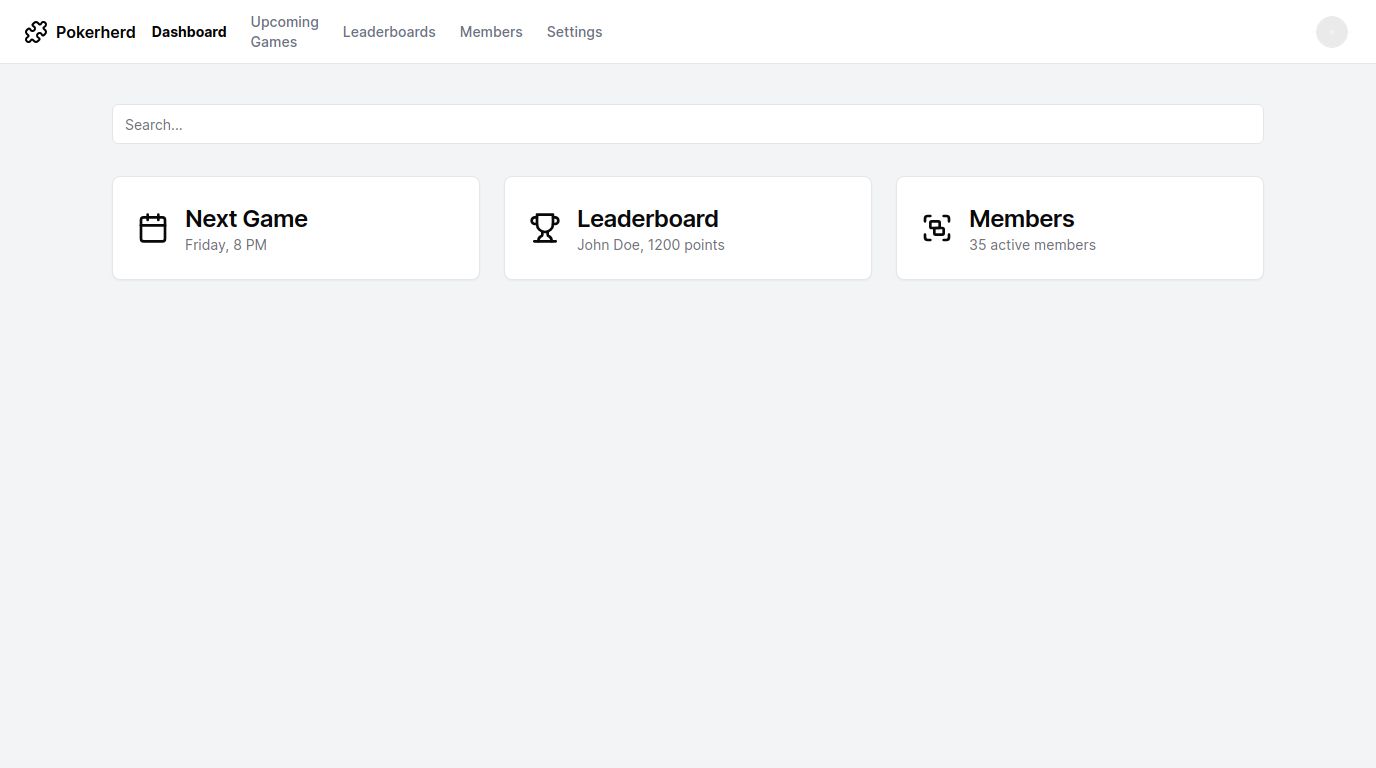 Pokerherd
Dashboard
Upcoming
Games
Leaderboards
Members
Settings
Search...
Next Game
Friday, 8 PM
Leaderboard
John Doe, 1200 points
Members
35 active members